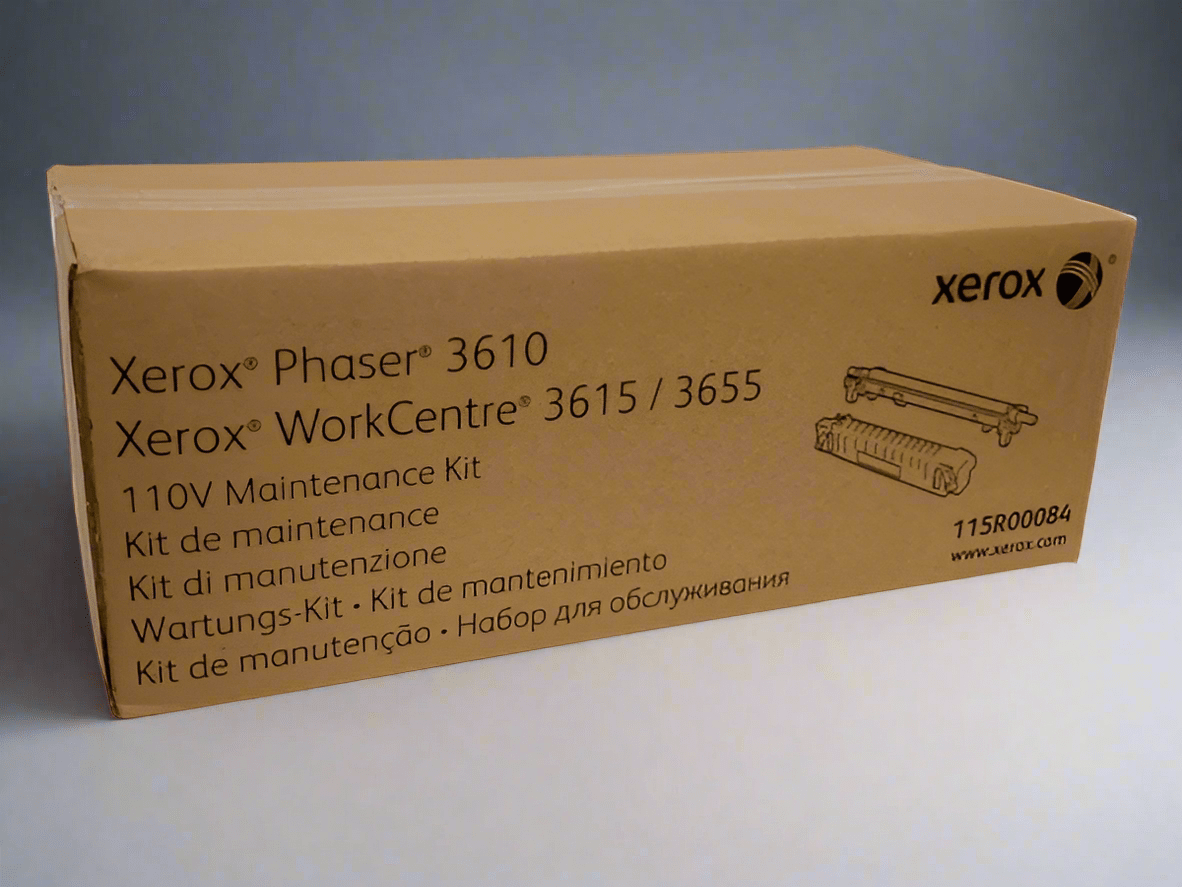 xerox ®
Xerox® Phaser® 3610
Xerox® WorkCentre® 3615 / 3655
110V Maintenance Kit
Kit de maintenance
Kit di manutenzione
Wartungs-Kit • Kit de mantenimiento
Kit de manutenção • Набор для обслуживания
115R00084
www.xerox.com